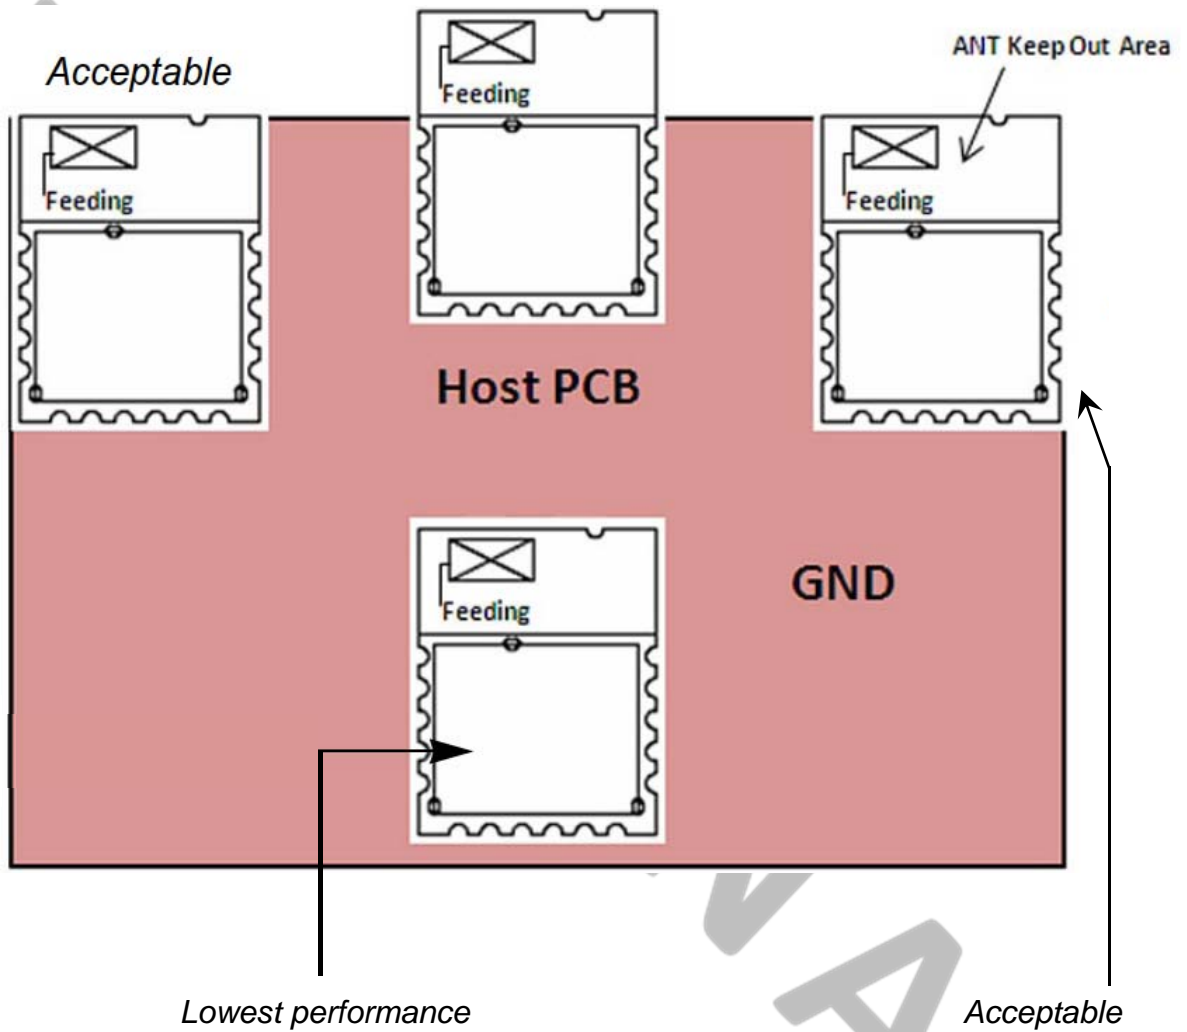 ANT Keep Out Area
Acceptable
Feeding
Feeding
Feeding
Host PCB
GND
Feeding
Lowest performance
Acceptable